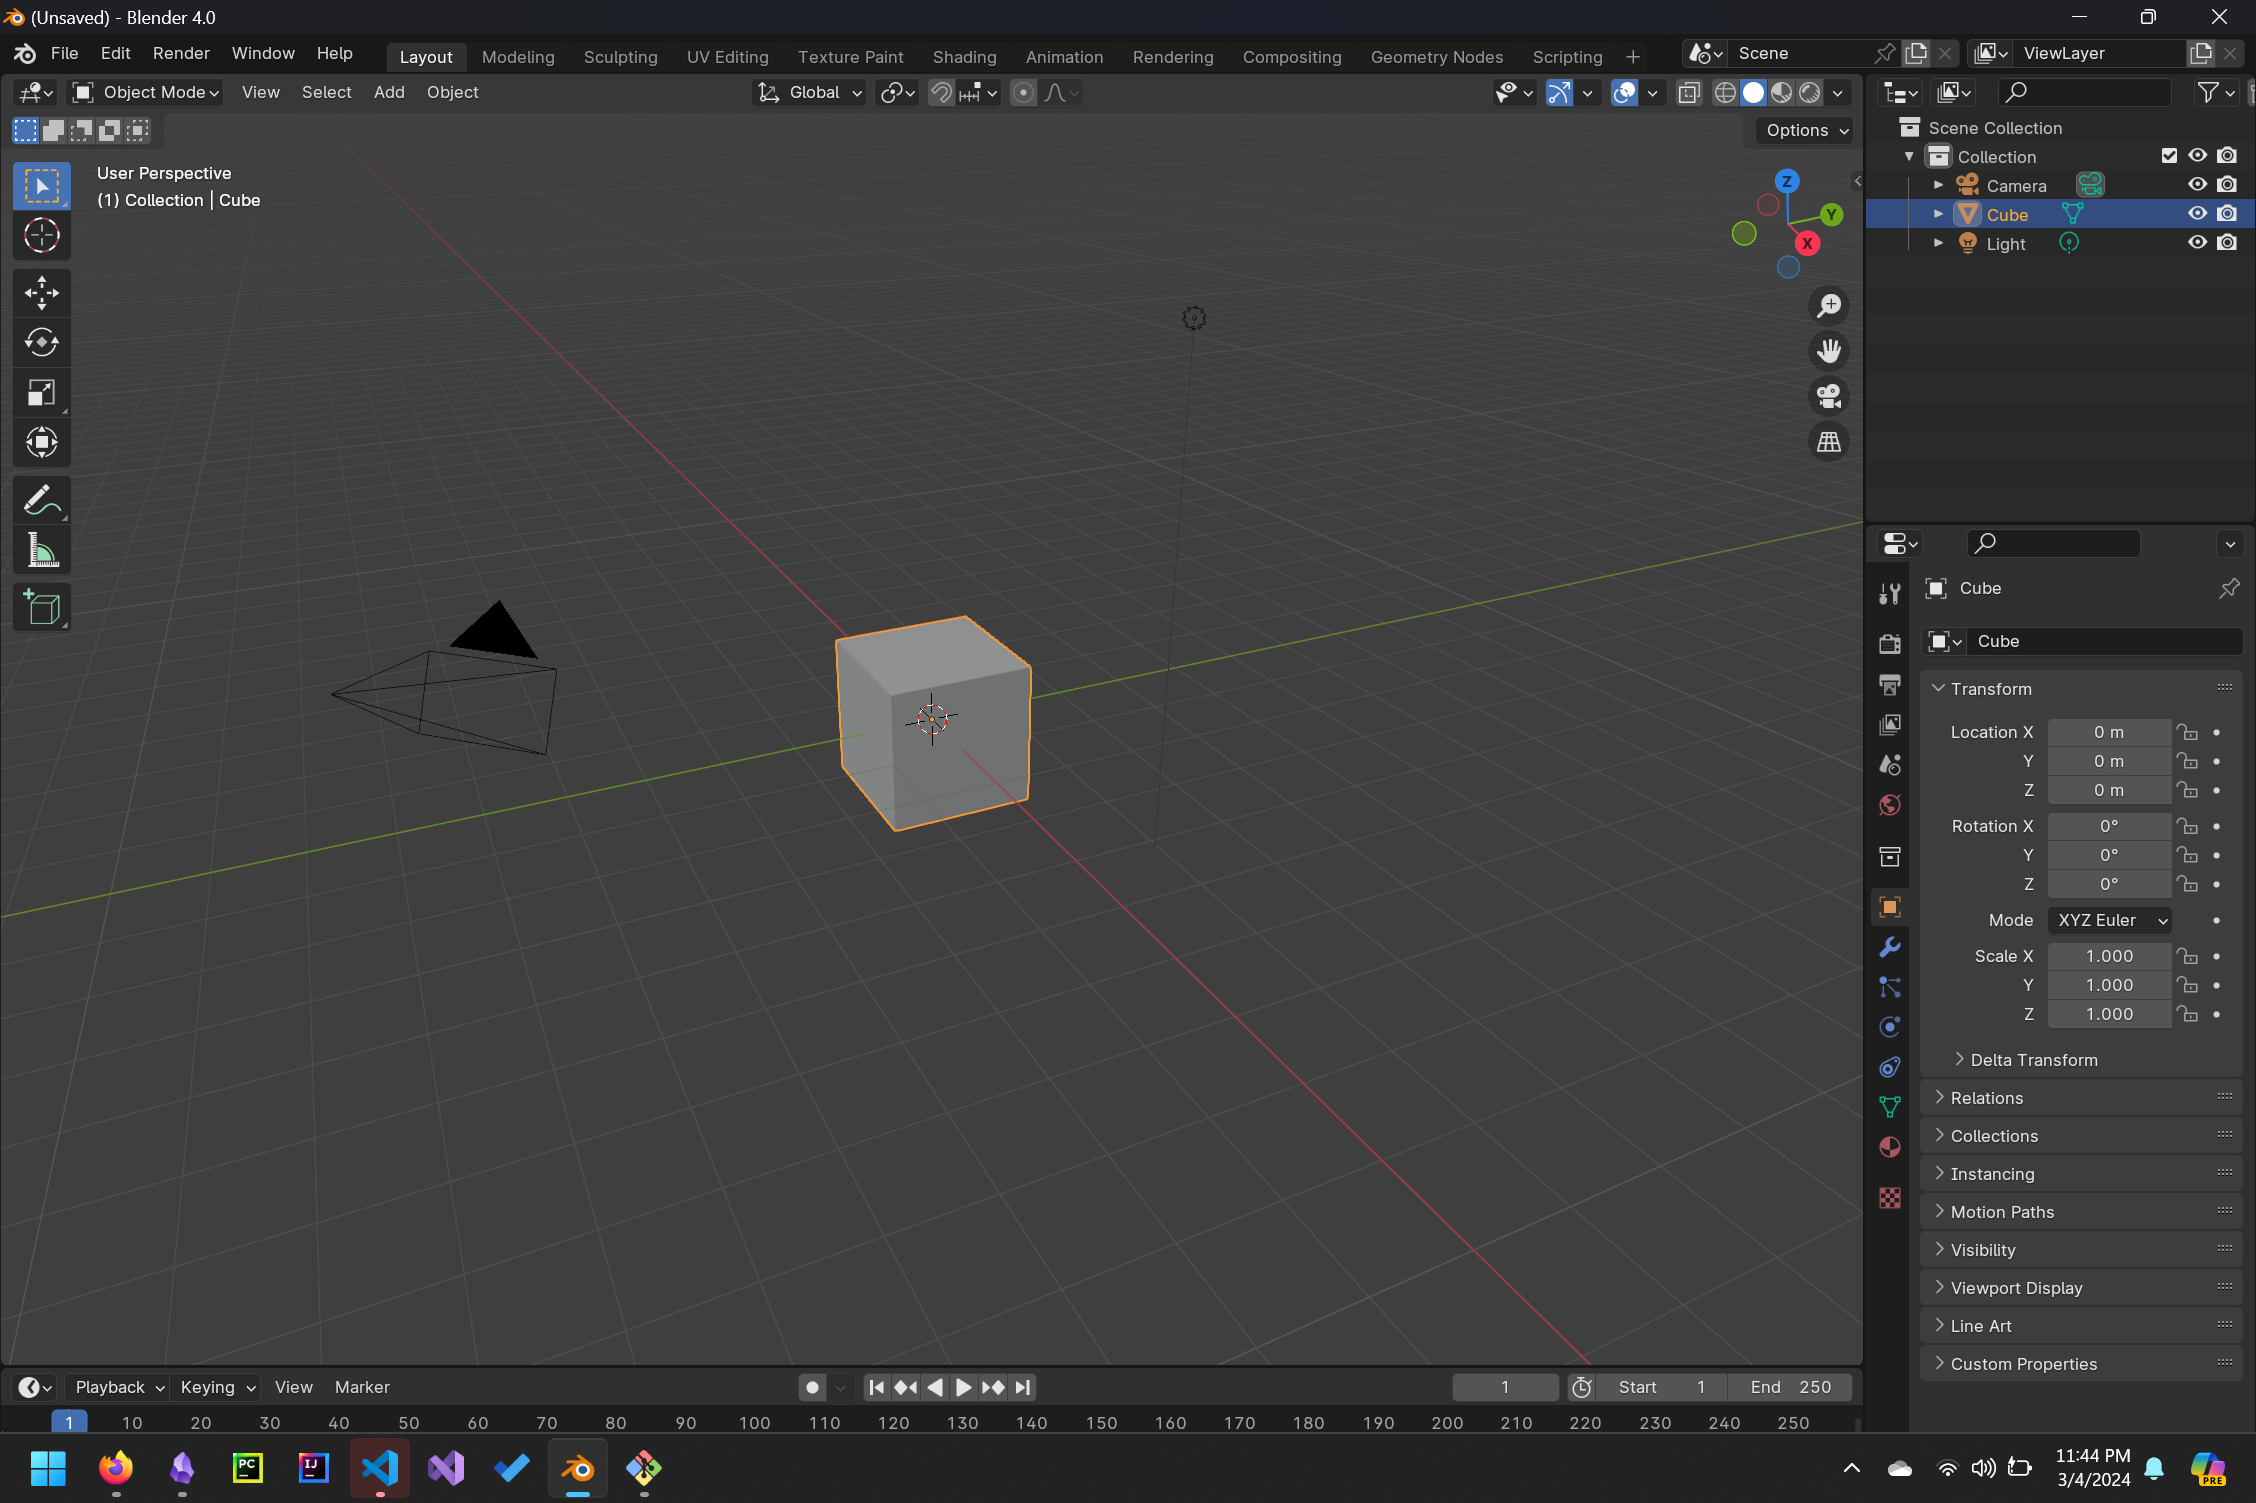 (Unsaved) - Blender 4.0
File Edit Render Window Help Layout Modeling Sculpting UV Editing Texture Paint Shading Animation Rendering Compositing Geometry Nodes Scripting + Scene ViewLayer
Object Mode View Select Add Object Global
Options
User Perspective
(1) Collection | Cube
Z
Y
X
Scene Collection
Collection
Camera
Cube
Light
Cube
Cube
Transform
Location X 0 m
Y 0 m
Z 0 m
Rotation X 0°
Y 0°
Z 0°
Mode XYZ Euler
Scale X 1.000
Y 1.000
Z 1.000
Delta Transform
Relations
Collections
Instancing
Motion Paths
Visibility
Viewport Display
Line Art
Custom Properties
Playback Keying View Marker 1 Start 1 End 250
1 10 20 30 40 50 60 70 80 90 100 110 120 130 140 150 160 170 180 190 200 210 220 230 240 250
PC IJ
11:44 PM
3/4/2024
PRE